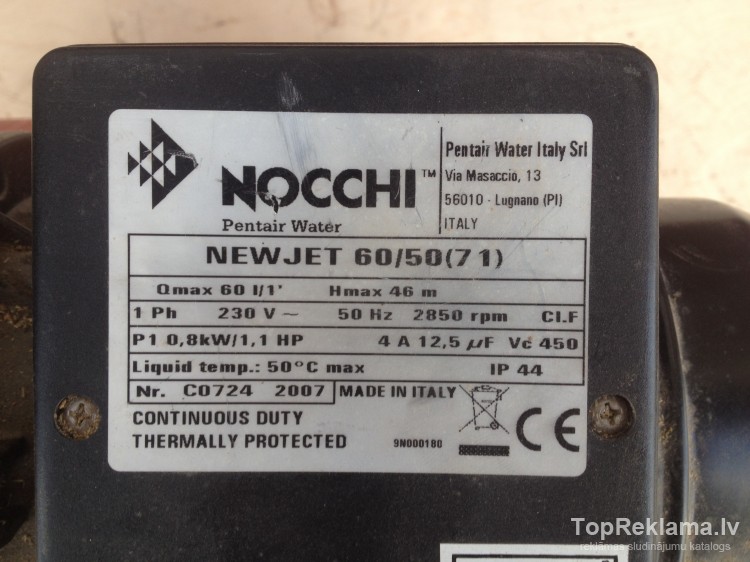 NOCCHI™
Pentair Water
Pentair Water Italy Srl
Via Masaccio, 13
56010 - Lugnano (PI)
ITALY
NEWJET 60/50(71)
Qmax 60 l/1' Hmax 46 m
1 Ph 230 V ~ 50 Hz 2850 rpm Cl.F
P1 0,8kW/1,1 HP 4 A 12,5 µF Vc 450
Liquid temp.: 50°C max IP 44
Nr. C0724 2007 MADE IN ITALY
CONTINUOUS DUTY
THERMALLY PROTECTED
9N000180
CE
TopReklama.lv
reklāmas sludinājumu katalogs